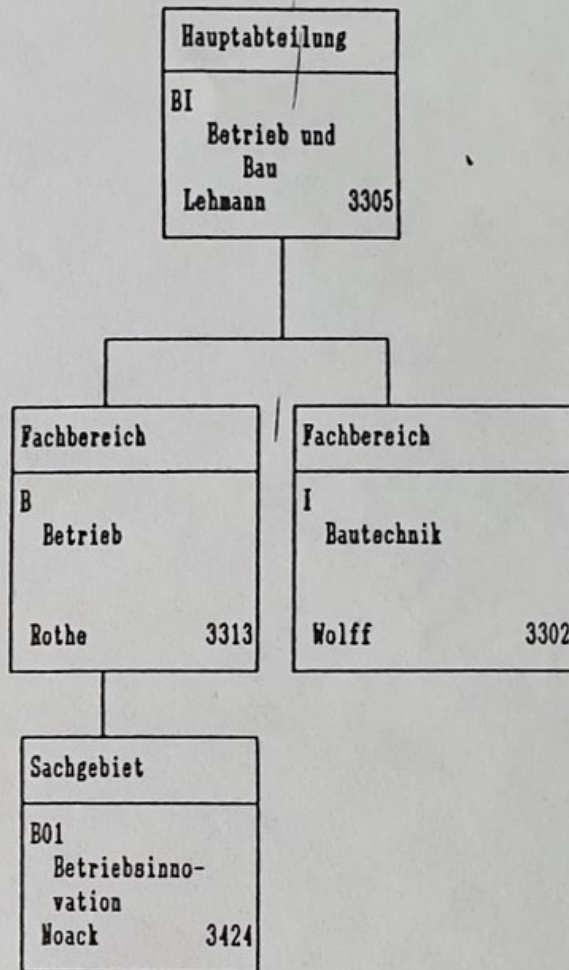 Hauptabteilung
BI
Betrieb und
Bau
Lehmann 3305
Fachbereich
B
Betrieb
Rothe 3313
Fachbereich
I
Bautechnik
Wolff 3302
Sachgebiet
B01
Betriebsinno-
vation
Noack 3424